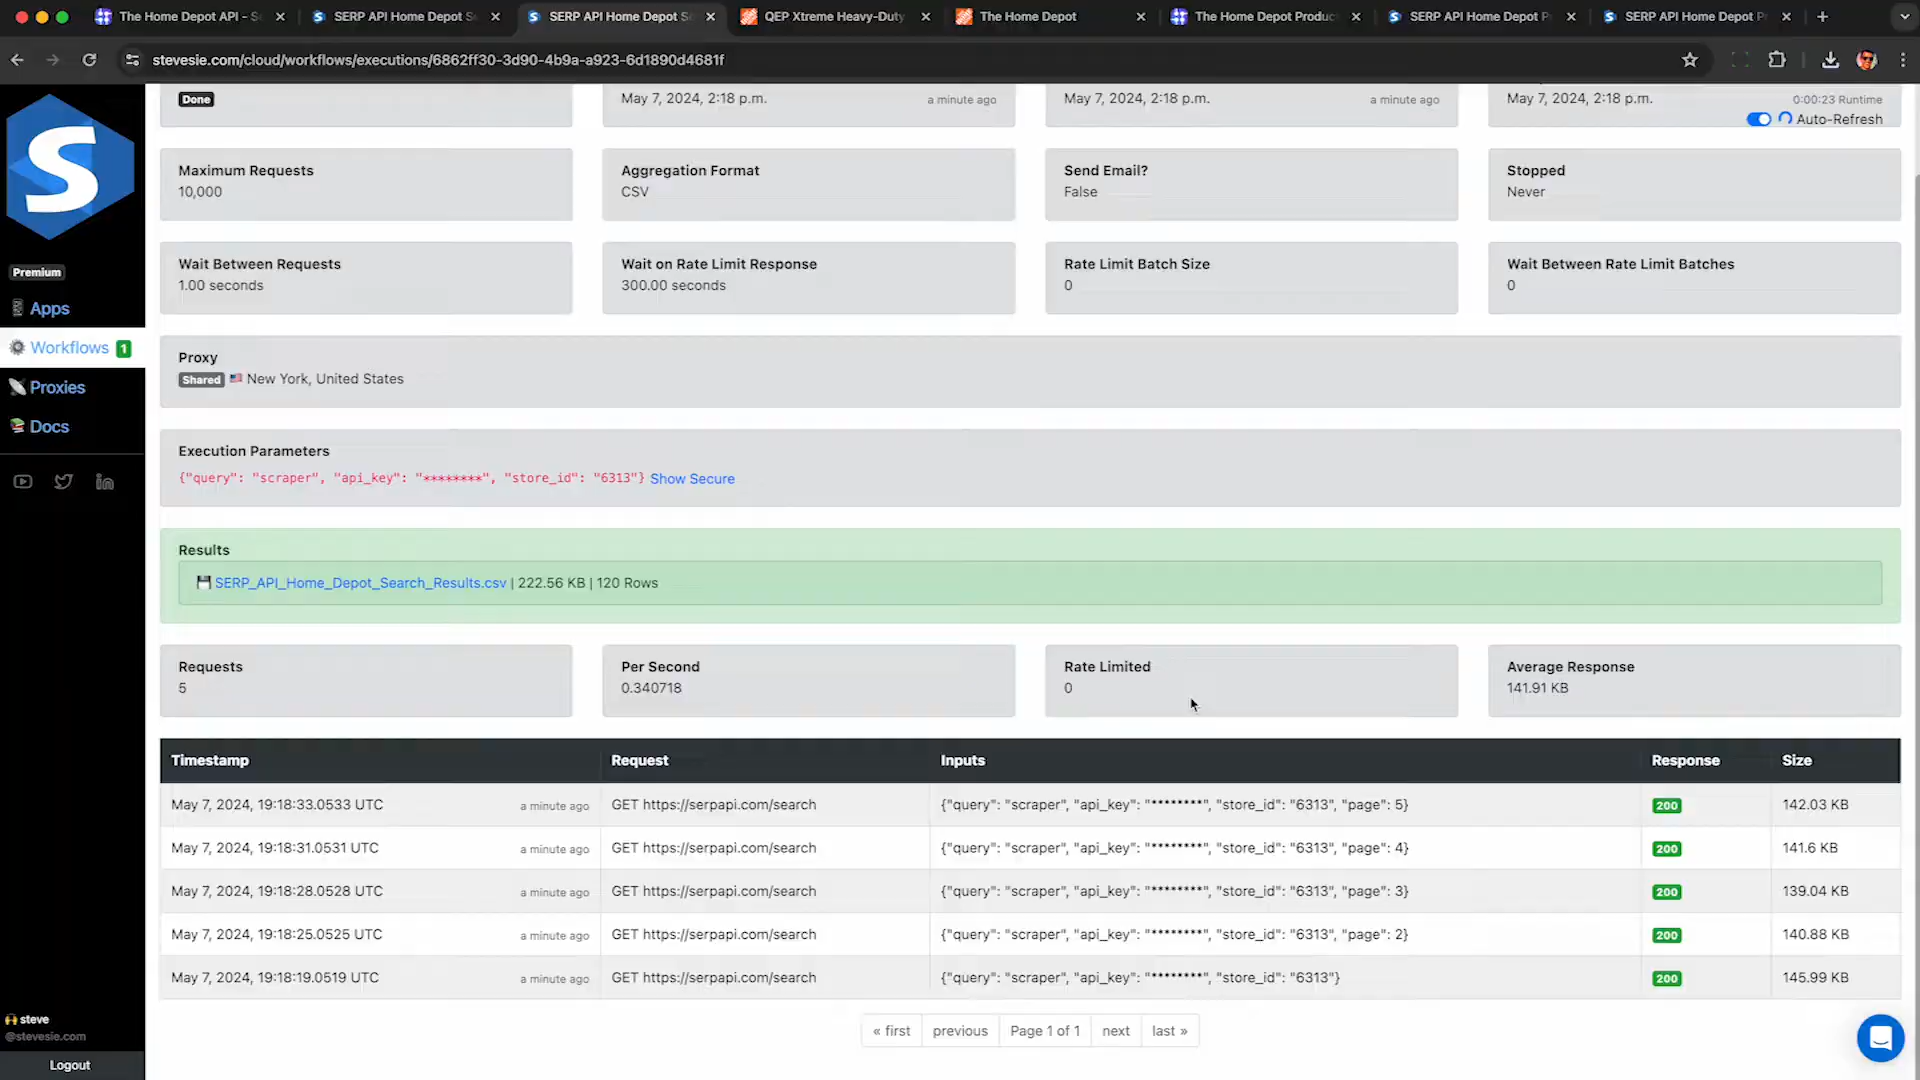 The Home Depot API - S
SERP API Home Depot S
SERP API Home Depot S
QEP Xtreme Heavy-Duty
The Home Depot
The Home Depot Produc
SERP API Home Depot P
SERP API Home Depot P
stevesie.com/cloud/workflows/executions/6862ff30-3d90-4b9a-a923-6d1890d4681f
S
Premium
Apps
Workflows 1
Proxies
Docs
steve
@stevesie.com
Logout
Done
May 7, 2024, 2:18 p.m. a minute ago
May 7, 2024, 2:18 p.m. a minute ago
May 7, 2024, 2:18 p.m. 0:00:23 Runtime
Auto-Refresh
Maximum Requests
10,000
Aggregation Format
CSV
Send Email?
False
Stopped
Never
Wait Between Requests
1.00 seconds
Wait on Rate Limit Response
300.00 seconds
Rate Limit Batch Size
0
Wait Between Rate Limit Batches
0
Proxy
Shared New York, United States
Execution Parameters
{"query": "scraper", "api_key": "********", "store_id": "6313"} Show Secure
Results
SERP_API_Home_Depot_Search_Results.csv | 222.56 KB | 120 Rows
Requests
5
Per Second
0.340718
Rate Limited
0
Average Response
141.91 KB
Timestamp Request Inputs Response Size
May 7, 2024, 19:18:33.0533 UTC a minute ago GET https://serpapi.com/search {"query": "scraper", "api_key": "********", "store_id": "6313", "page": 5} 200 142.03 KB
May 7, 2024, 19:18:31.0531 UTC a minute ago GET https://serpapi.com/search {"query": "scraper", "api_key": "********", "store_id": "6313", "page": 4} 200 141.6 KB
May 7, 2024, 19:18:28.0528 UTC a minute ago GET https://serpapi.com/search {"query": "scraper", "api_key": "********", "store_id": "6313", "page": 3} 200 139.04 KB
May 7, 2024, 19:18:25.0525 UTC a minute ago GET https://serpapi.com/search {"query": "scraper", "api_key": "********", "store_id": "6313", "page": 2} 200 140.88 KB
May 7, 2024, 19:18:19.0519 UTC a minute ago GET https://serpapi.com/search {"query": "scraper", "api_key": "********", "store_id": "6313"} 200 145.99 KB
« first previous Page 1 of 1 next last »